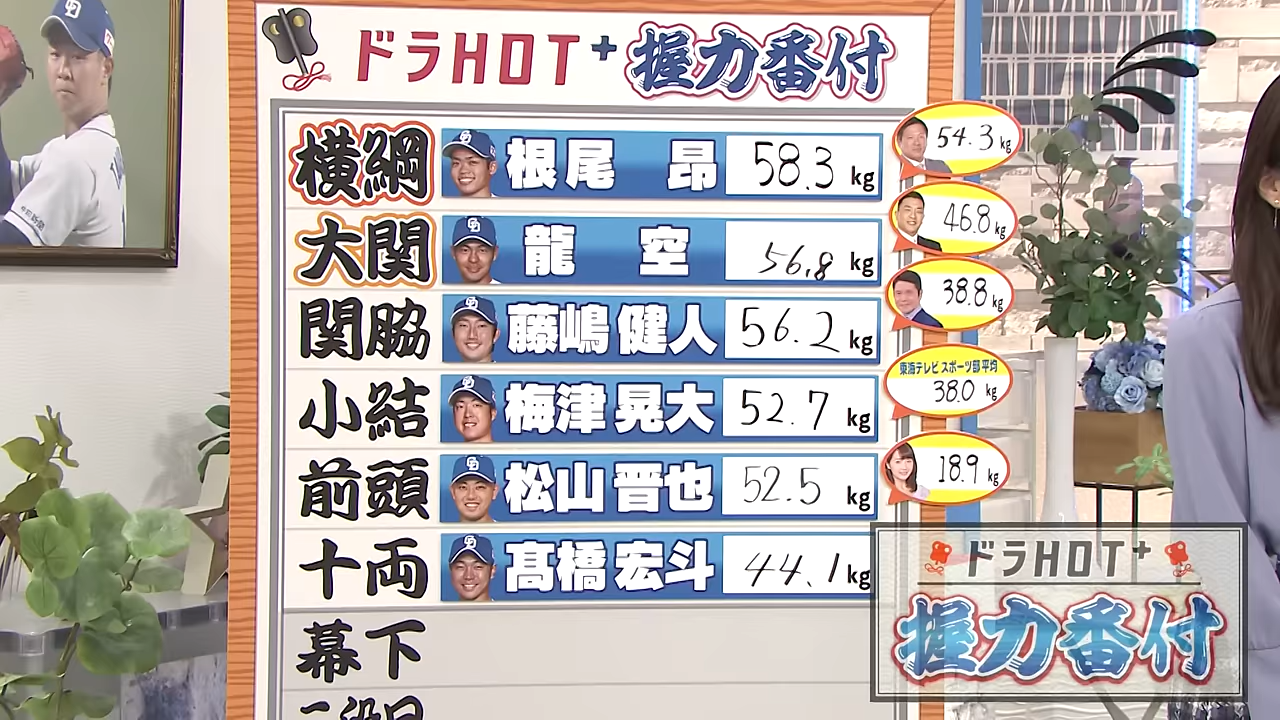 ドラHOT+ 握力番付
横綱 根尾 昂 58.3 kg
54.3 kg
大関 龍 空 56.8 kg
46.8 kg
関脇 藤嶋 健人 56.2 kg
38.8 kg
小結 梅津 晃大 52.7 kg
東海テレビ スポーツ部 平均
38.0 kg
前頭 松山 晋也 52.5 kg
18.9 kg
十両 髙橋 宏斗 44.1 kg
幕下
ドラHOT+
握力番付